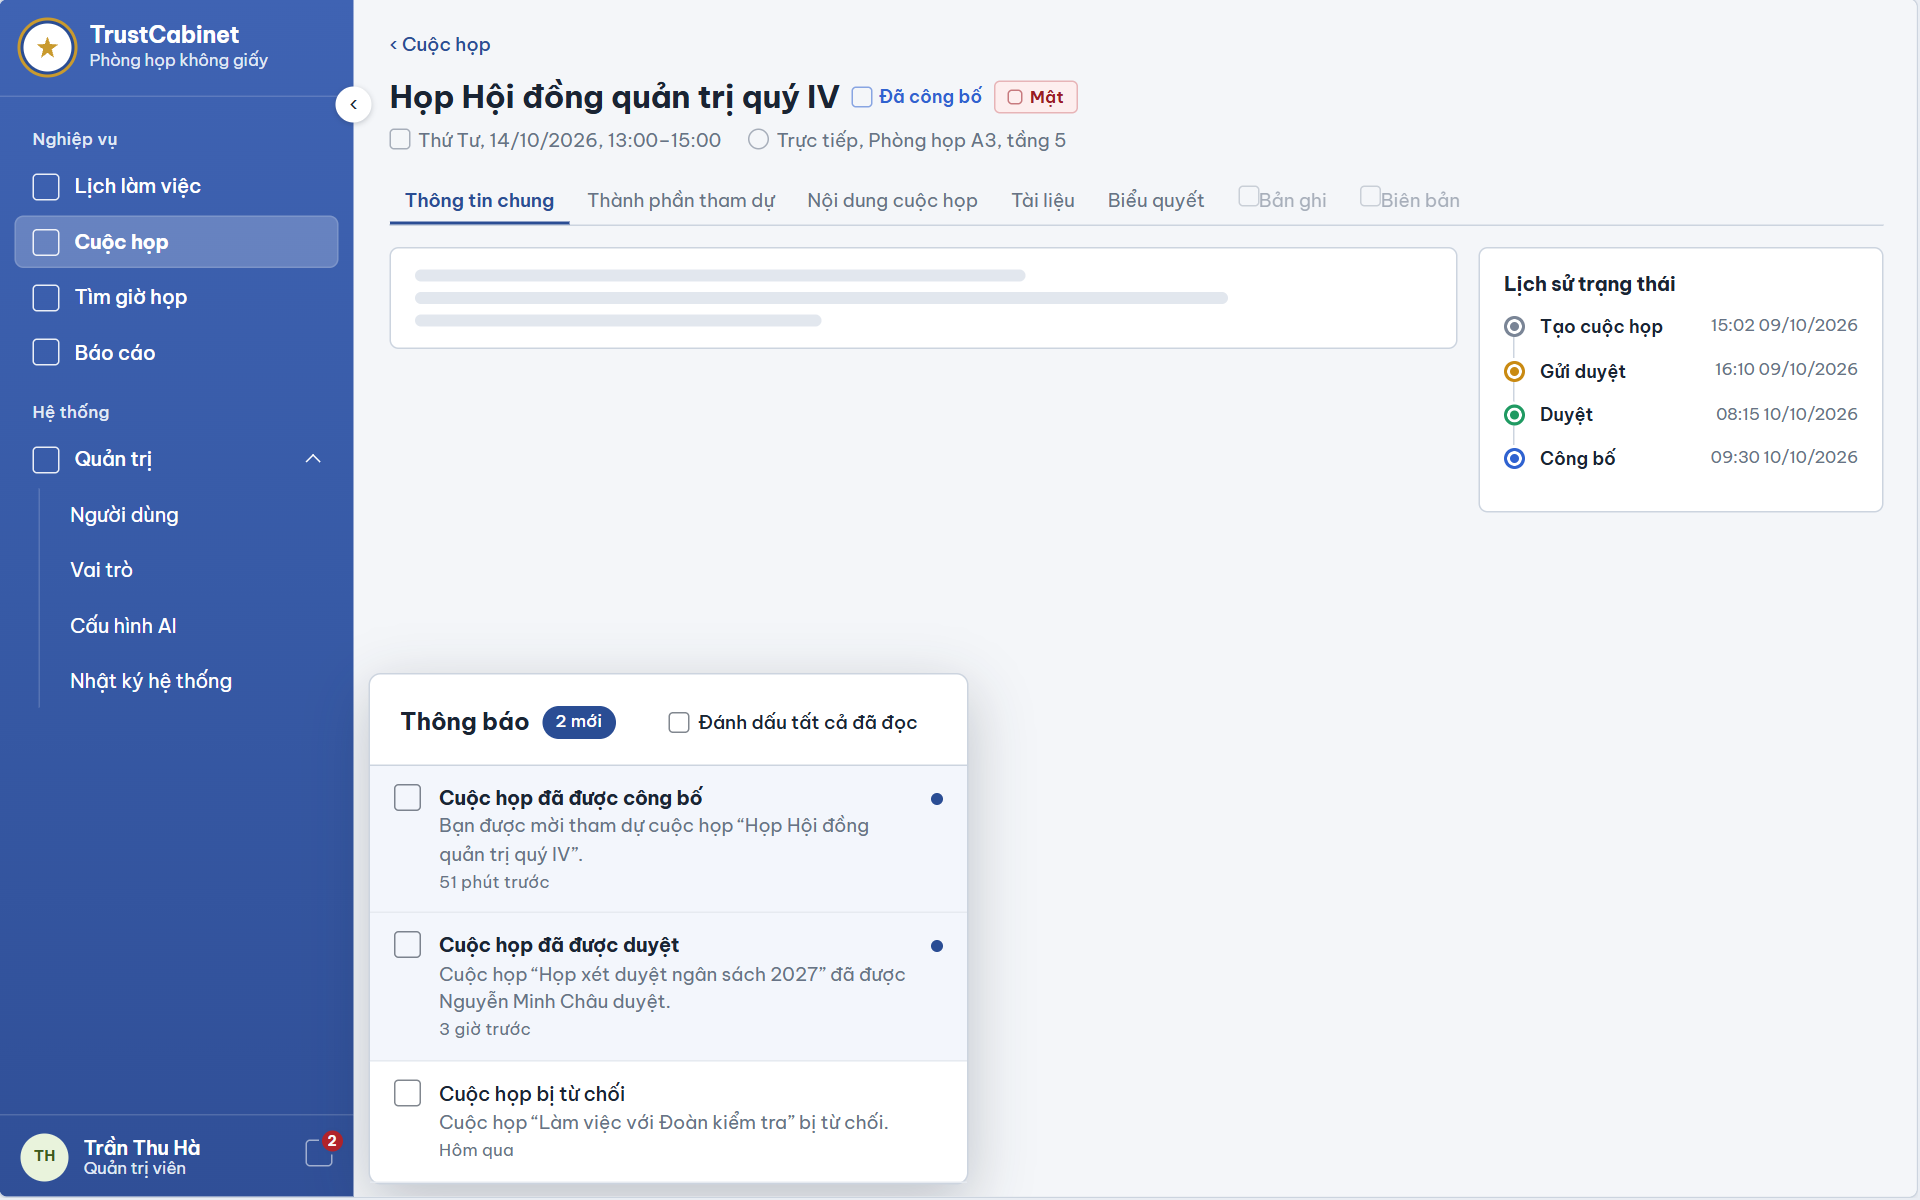 TrustCabinet
Phòng họp không giấy
Nghiệp vụ
Lịch làm việc
Cuộc họp
Tìm giờ họp
Báo cáo
Hệ thống
Quản trị
Người dùng
Vai trò
Cấu hình AI
Nhật ký hệ thống
TH
Trần Thu Hà
Quản trị viên
2
‹ Cuộc họp
Họp Hội đồng quản trị quý IV
Đã công bố
Mật
Thứ Tư, 14/10/2026, 13:00–15:00
Trực tiếp, Phòng họp A3, tầng 5
Thông tin chung
Thành phần tham dự
Nội dung cuộc họp
Tài liệu
Biểu quyết
Bản ghi
Biên bản
Lịch sử trạng thái
Tạo cuộc họp 15:02 09/10/2026
Gửi duyệt 16:10 09/10/2026
Duyệt 08:15 10/10/2026
Công bố 09:30 10/10/2026
Thông báo
2 mới
Đánh dấu tất cả đã đọc
Cuộc họp đã được công bố
Bạn được mời tham dự cuộc họp “Họp Hội đồng
quản trị quý IV”.
51 phút trước
Cuộc họp đã được duyệt
Cuộc họp “Họp xét duyệt ngân sách 2027” đã được
Nguyễn Minh Châu duyệt.
3 giờ trước
Cuộc họp bị từ chối
Cuộc họp “Làm việc với Đoàn kiểm tra” bị từ chối.
Hôm qua